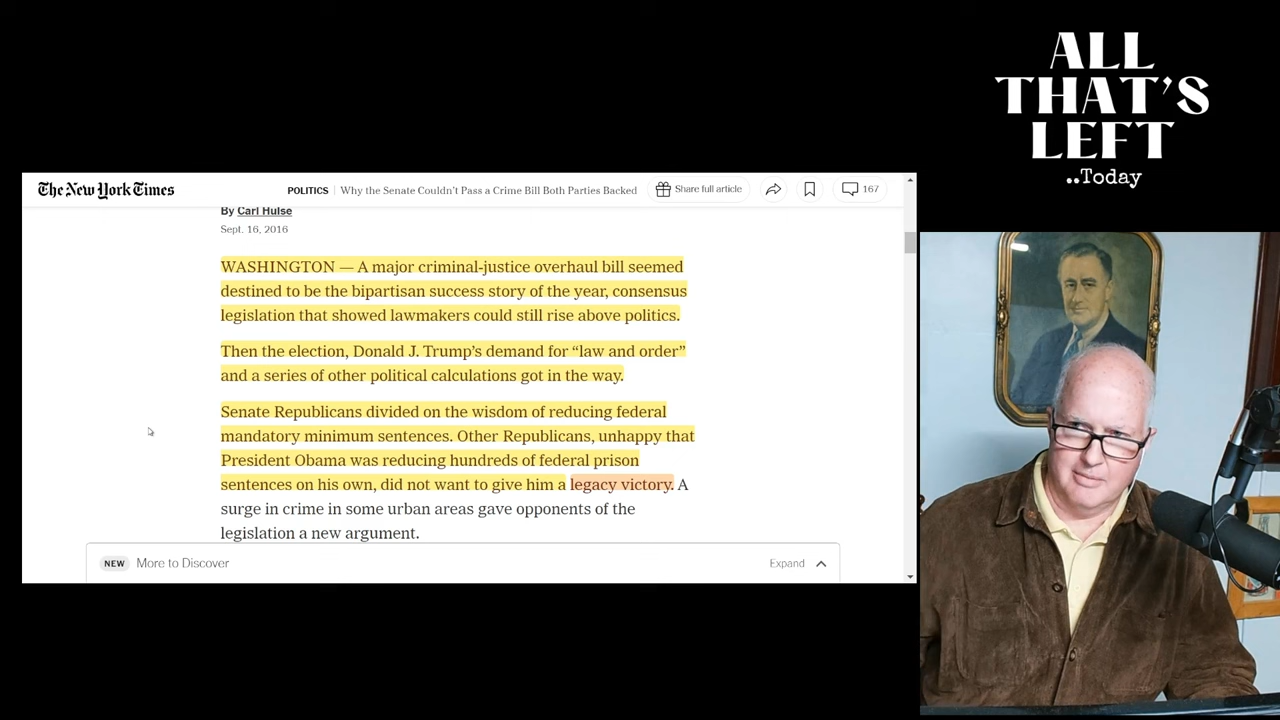 ALL
THAT'S
LEFT
..Today
The New York Times
POLITICS | Why the Senate Couldn't Pass a Crime Bill Both Parties Backed
Share full article
167
By Carl Hulse
Sept. 16, 2016
WASHINGTON — A major criminal-justice overhaul bill seemed
destined to be the bipartisan success story of the year, consensus
legislation that showed lawmakers could still rise above politics.
Then the election, Donald J. Trump's demand for “law and order”
and a series of other political calculations got in the way.
Senate Republicans divided on the wisdom of reducing federal
mandatory minimum sentences. Other Republicans, unhappy that
President Obama was reducing hundreds of federal prison
sentences on his own, did not want to give him a legacy victory. A
surge in crime in some urban areas gave opponents of the
legislation a new argument.
NEW More to Discover
Expand